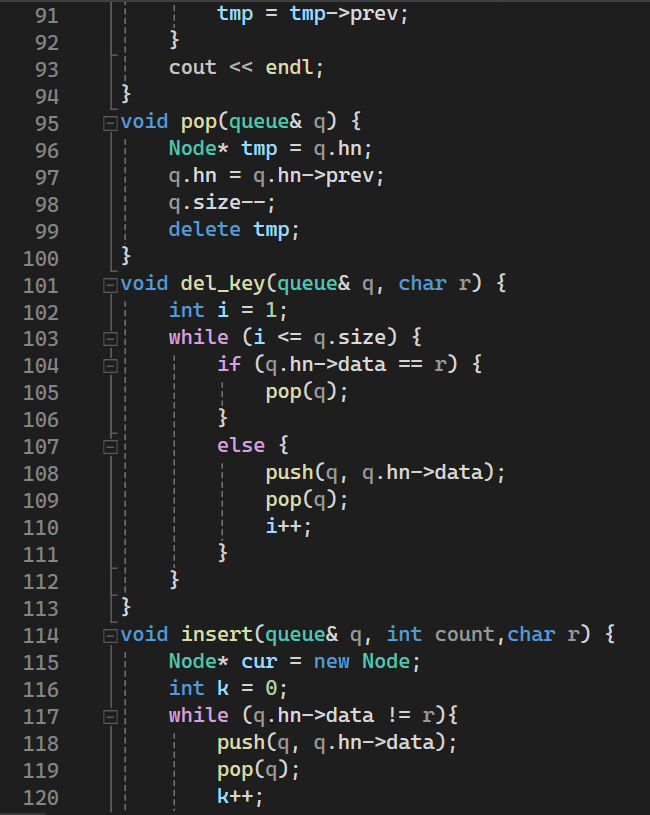 91 tmp = tmp->prev;
92 }
93 cout << endl;
94 }
95 void pop(queue& q) {
96 Node* tmp = q.hn;
97 q.hn = q.hn->prev;
98 q.size--;
99 delete tmp;
100 }
101 void del_key(queue& q, char r) {
102 int i = 1;
103 while (i <= q.size) {
104 if (q.hn->data == r) {
105 pop(q);
106 }
107 else {
108 push(q, q.hn->data);
109 pop(q);
110 i++;
111 }
112 }
113 }
114 void insert(queue& q, int count,char r) {
115 Node* cur = new Node;
116 int k = 0;
117 while (q.hn->data != r){
118 push(q, q.hn->data);
119 pop(q);
120 k++;